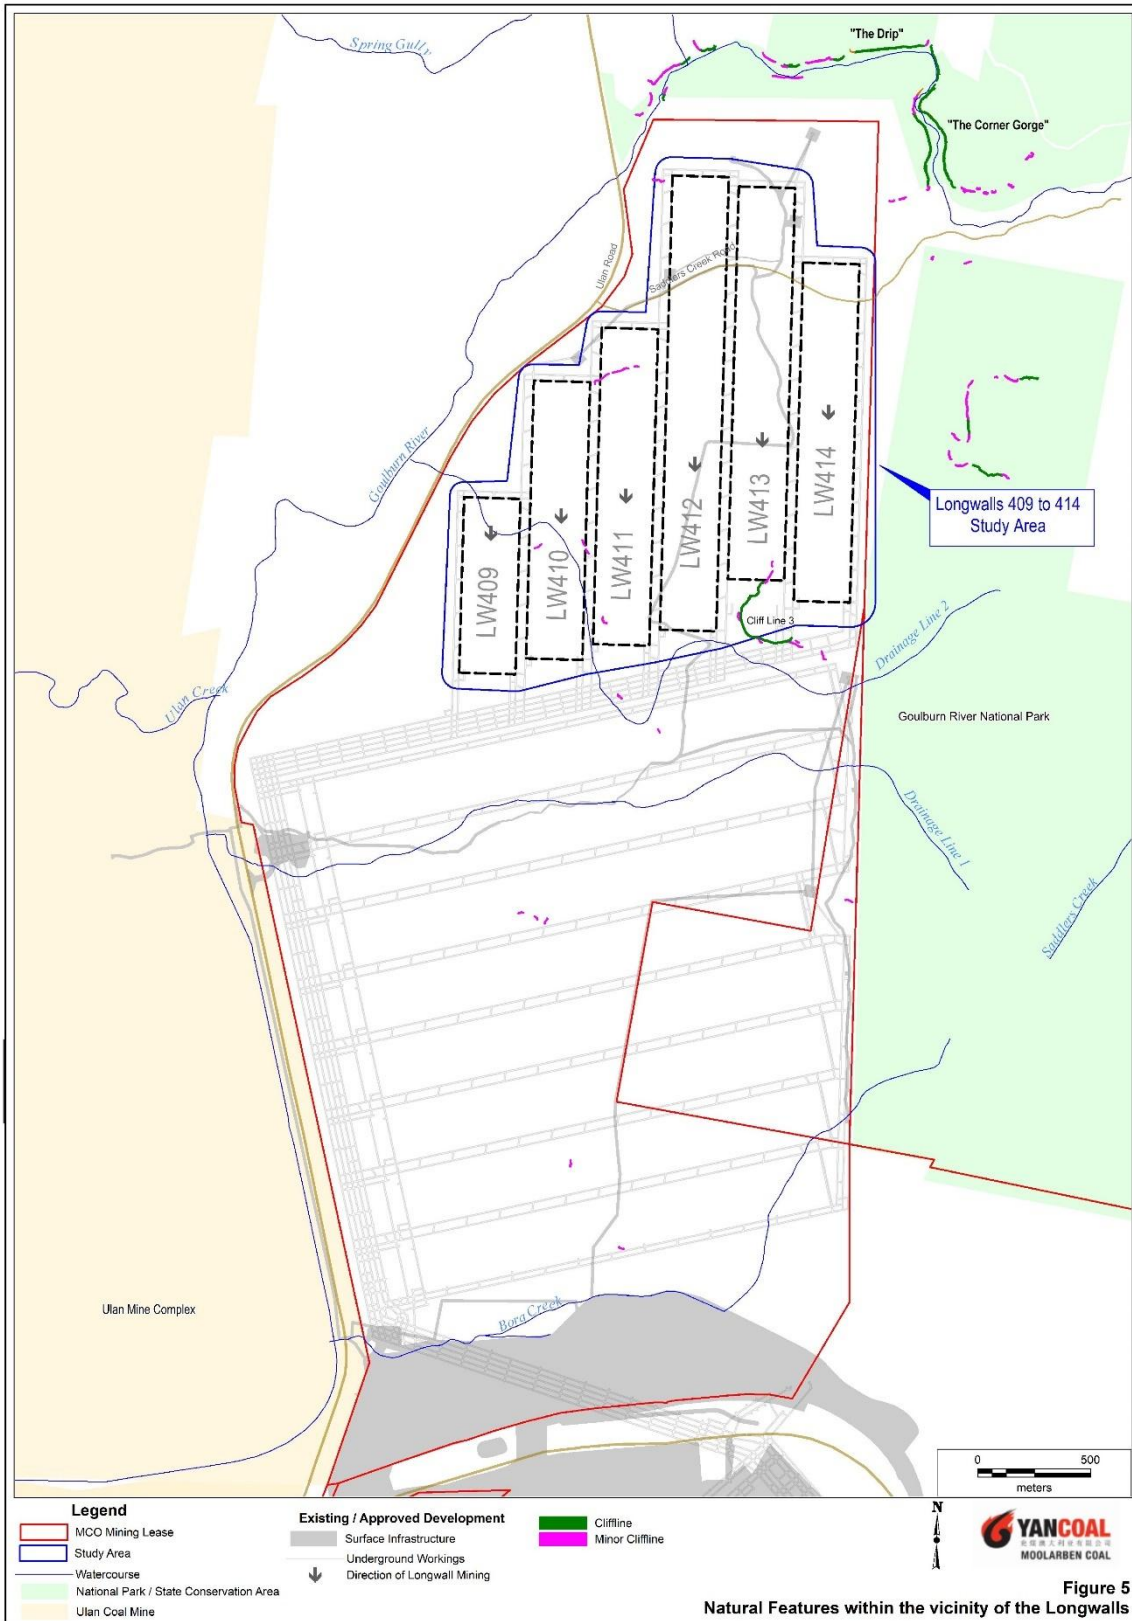 Spring Gully
"The Drip"
"The Corner Gorge"
Ulan Road
Saddlers Creek Road
Goulburn River
LW409
LW410
LW411
LW412
LW413
LW414
Longwalls 409 to 414
Study Area
Cliff Line 3
Drainage Line 2
Ulan Creek
Goulburn River National Park
Drainage Line 1
Saddlers Creek
Ulan Mine Complex
Bora Creek
0 500
meters
Legend
MCO Mining Lease
Study Area
Watercourse
National Park / State Conservation Area
Ulan Coal Mine
Existing / Approved Development
Surface Infrastructure
Underground Workings
Direction of Longwall Mining
Cliffline
Minor Cliffline
N
YANCOAL
MOOLARBEN COAL
Figure 5
Natural Features within the vicinity of the Longwalls